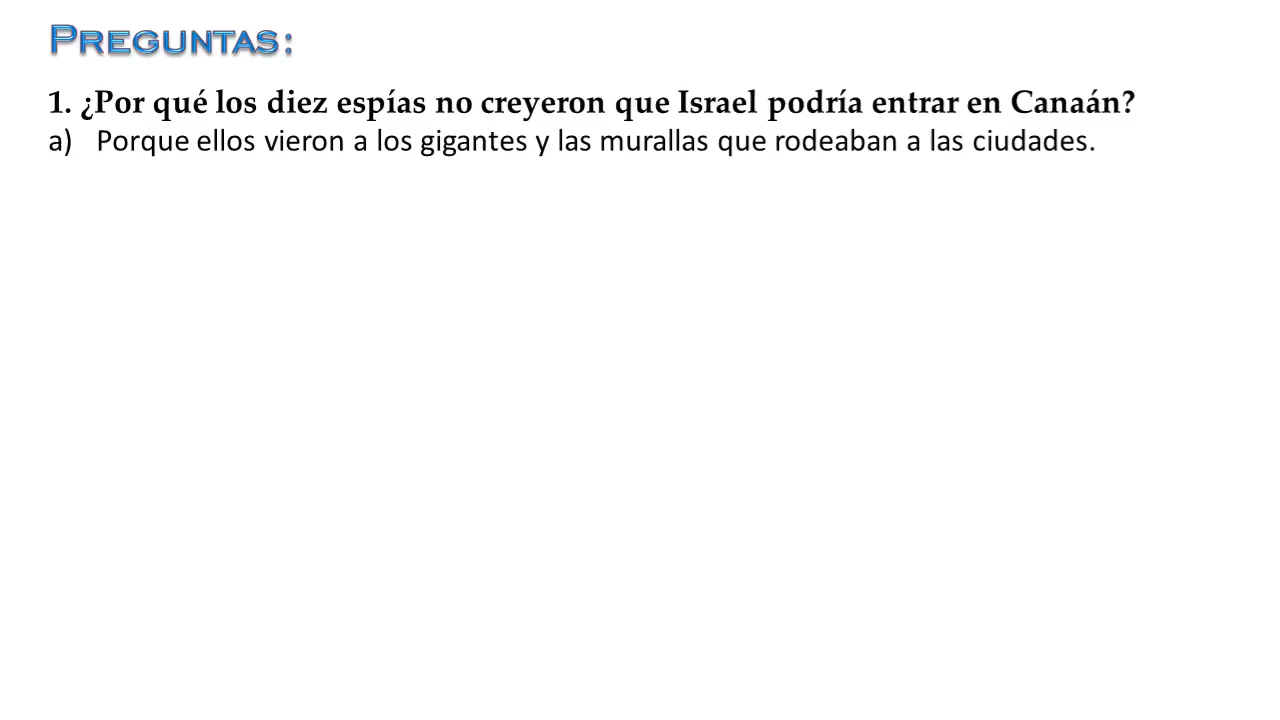 PREGUNTAS:
1. ¿Por qué los diez espías no creyeron que Israel podría entrar en Canaán?
a) Porque ellos vieron a los gigantes y las murallas que rodeaban a las ciudades.